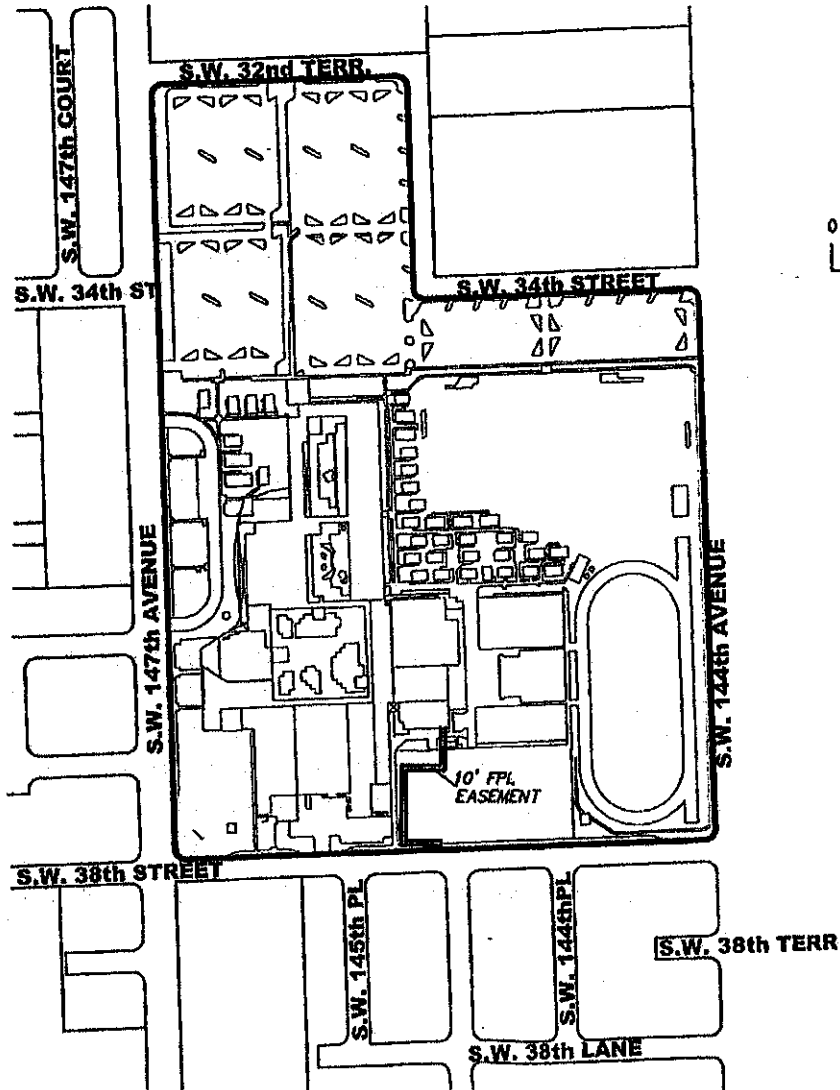 S.W. 32nd TERR.
S.W. 147th COURT
S.W. 34th ST
S.W. 34th STREET
S.W. 147th AVENUE
S.W. 144th AVENUE
10' FPL
EASEMENT
S.W. 38th STREET
S.W. 145th PL
S.W. 144thPL
S.W. 38th TERR
S.W. 38th LANE
0